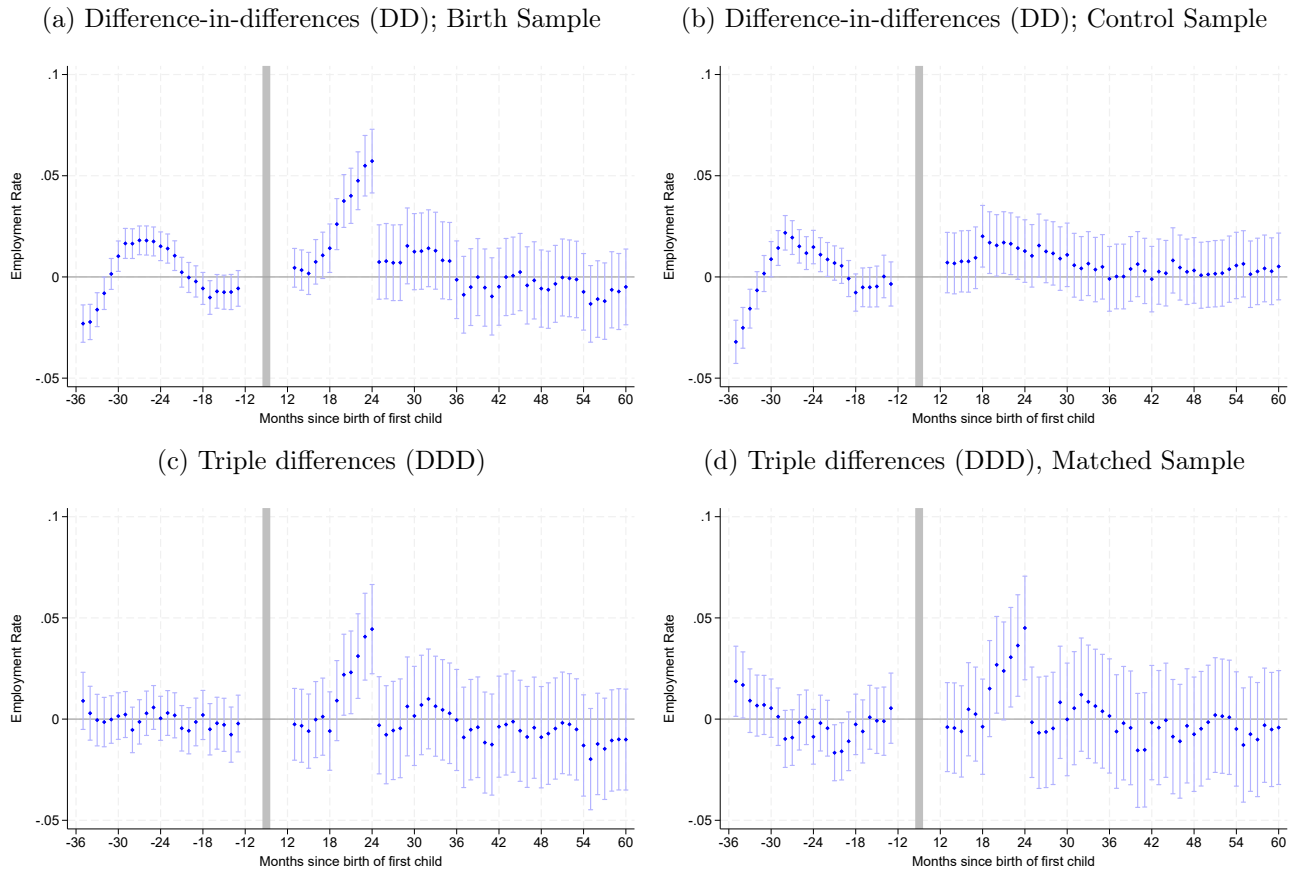 (a) Difference-in-differences (DD); Birth Sample
Employment Rate
.1
.05
0
-.05
-36 -30 -24 -18 -12 12 18 24 30 36 42 48 54 60
Months since birth of first child
(b) Difference-in-differences (DD); Control Sample
Employment Rate
.1
.05
0
-.05
-36 -30 -24 -18 -12 12 18 24 30 36 42 48 54 60
Months since birth of first child
(c) Triple differences (DDD)
Employment Rate
.1
.05
0
-.05
-36 -30 -24 -18 -12 12 18 24 30 36 42 48 54 60
Months since birth of first child
(d) Triple differences (DDD), Matched Sample
Employment Rate
.1
.05
0
-.05
-36 -30 -24 -18 -12 12 18 24 30 36 42 48 54 60
Months since birth of first child